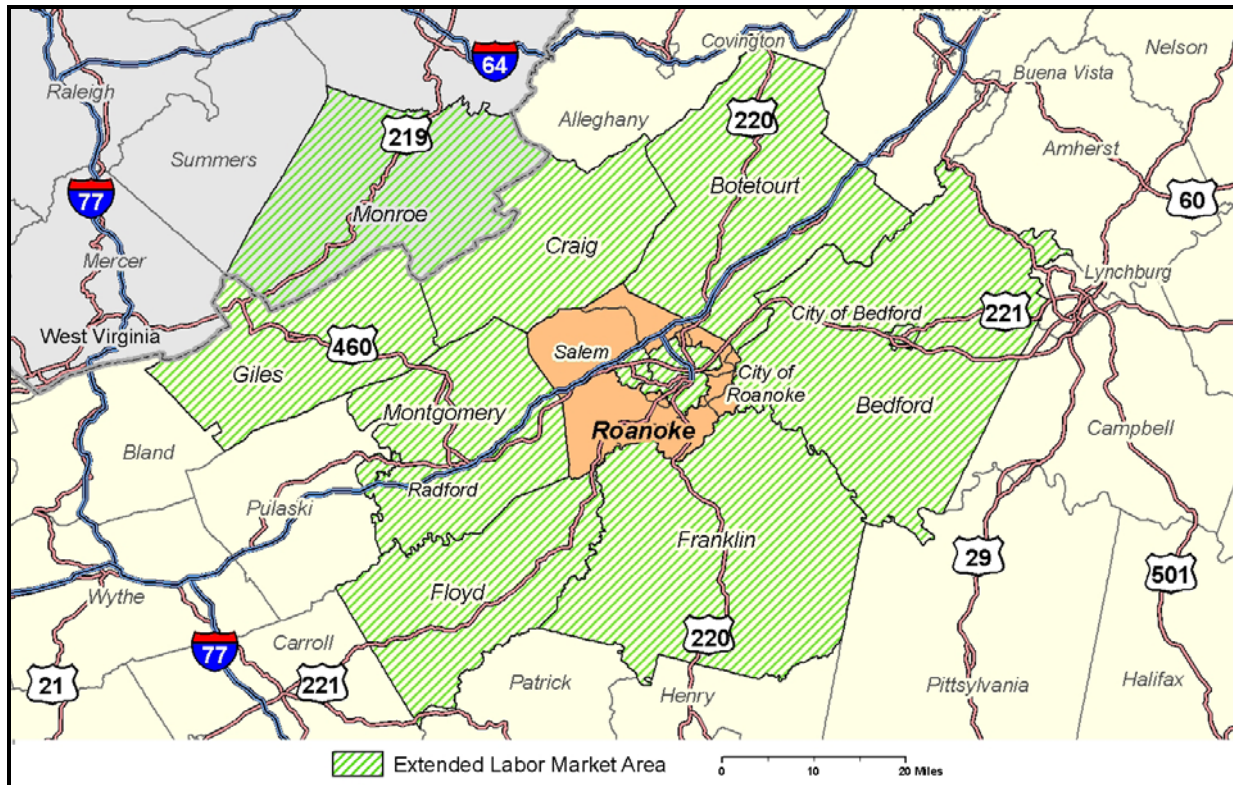 Covington
Nelson
64
Buena Vista
Raleigh
77
219
220
Alleghany
Summers
Amherst
60
Botetourt
Monroe
Craig
Mercer
Lynchburg
West Virginia
City of Bedford
221
460
Salem
Giles
City of
Roanoke
Bedford
Montgomery
Roanoke
Campbell
Bland
Radford
Pulaski
Franklin
29
501
Floyd
Wythe
77
Carroll
220
21
221
Patrick
Henry
Pittsylvania
Halifax
Extended Labor Market Area
0 10 20 Miles